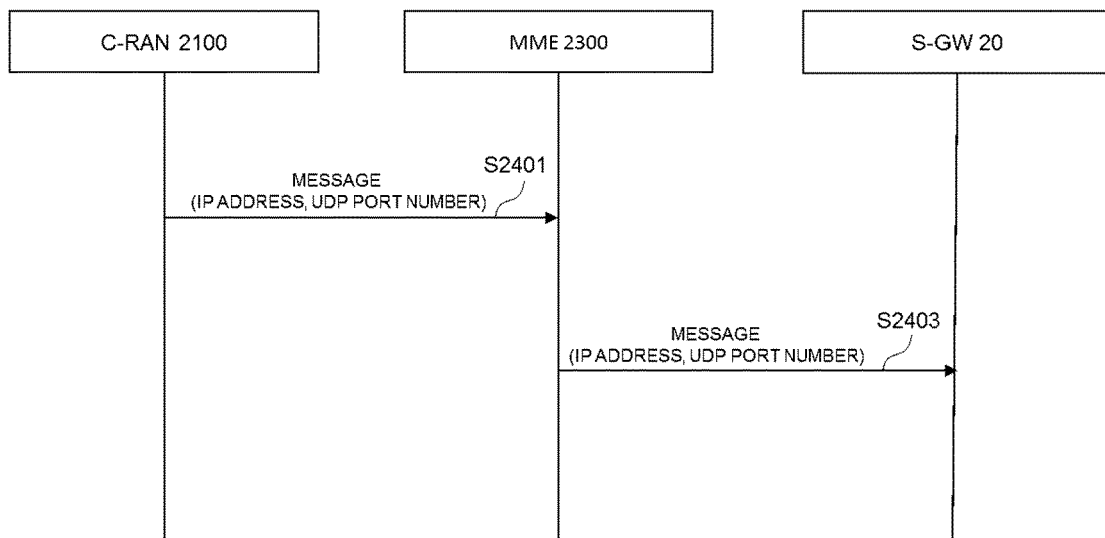 C-RAN 2100
MME 2300
S-GW 20
S2401
MESSAGE
(IP ADDRESS, UDP PORT NUMBER)
S2403
MESSAGE
(IP ADDRESS, UDP PORT NUMBER)